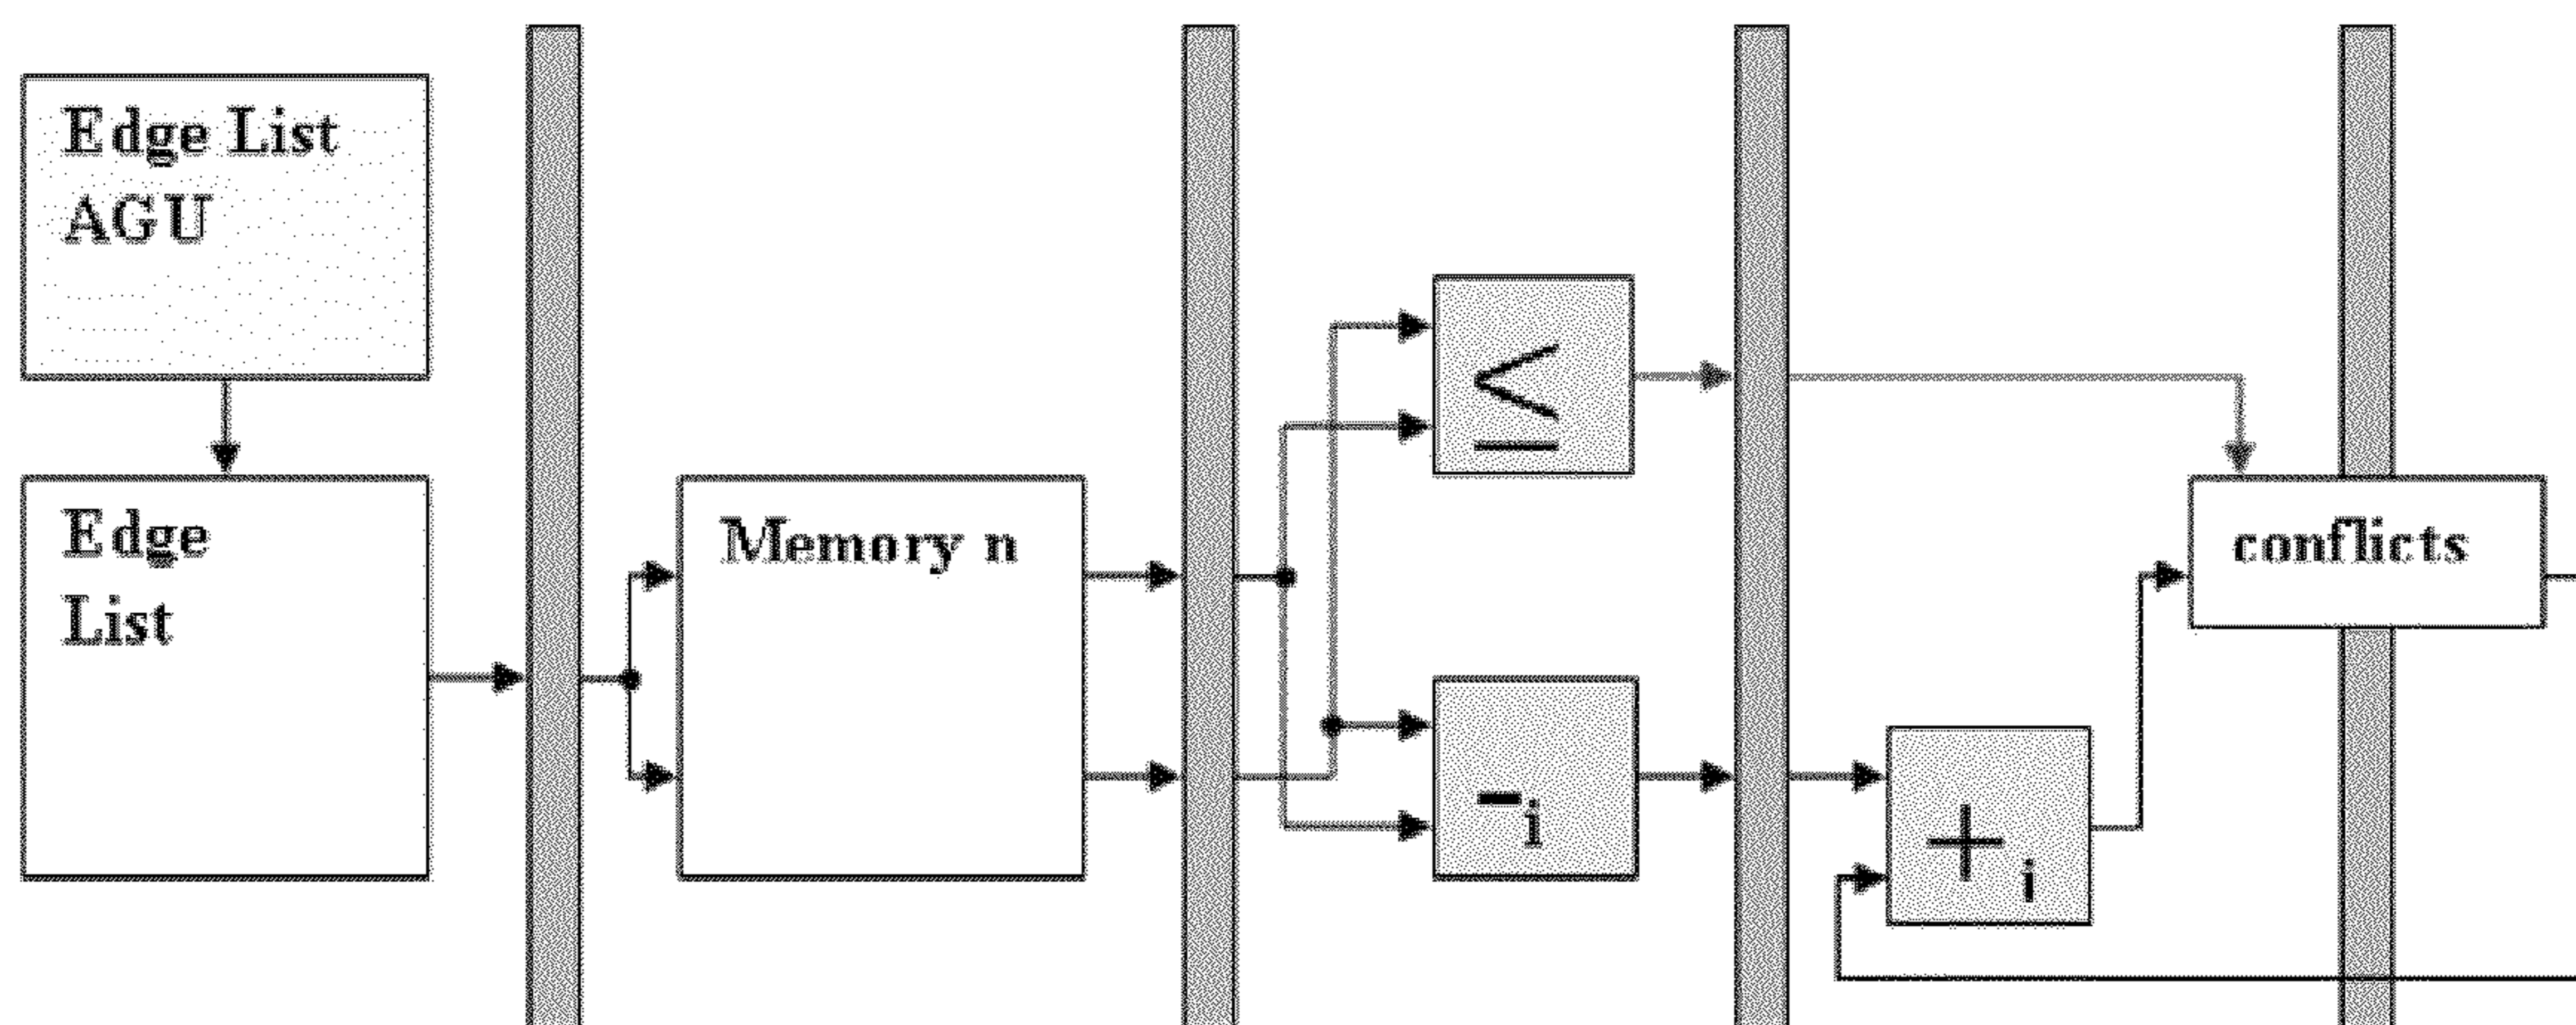 Edge List
AGU
Edge
List
Memory n
≤
-i
conflicts
+i